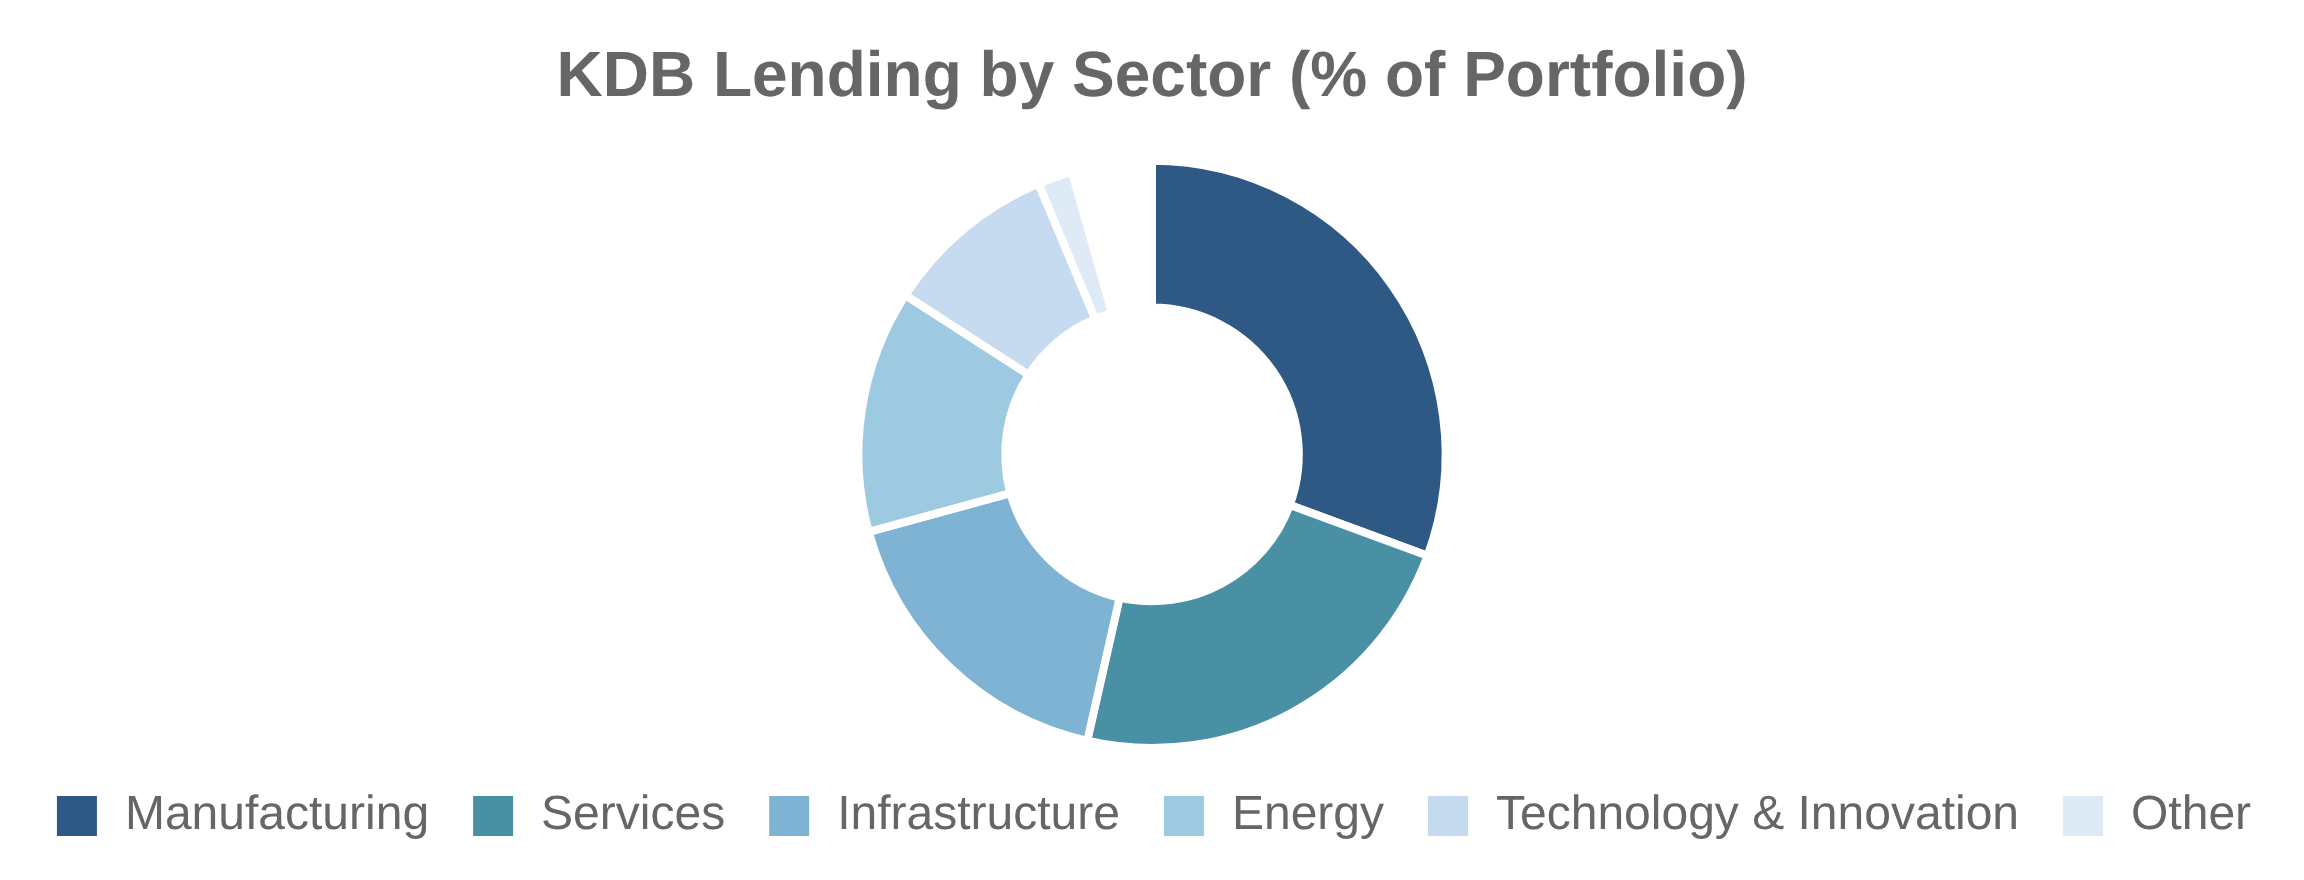 KDB Lending by Sector (% of Portfolio)
Manufacturing Services Infrastructure Energy Technology & Innovation Other